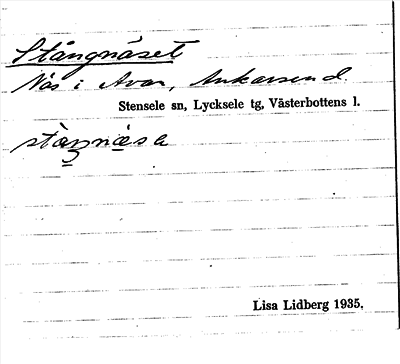 Stångnäset
Näs i Avan, Ankarsund.
Stensele sn, Lycksele tg, Västerbottens l.
Lisa Lidberg 1935.